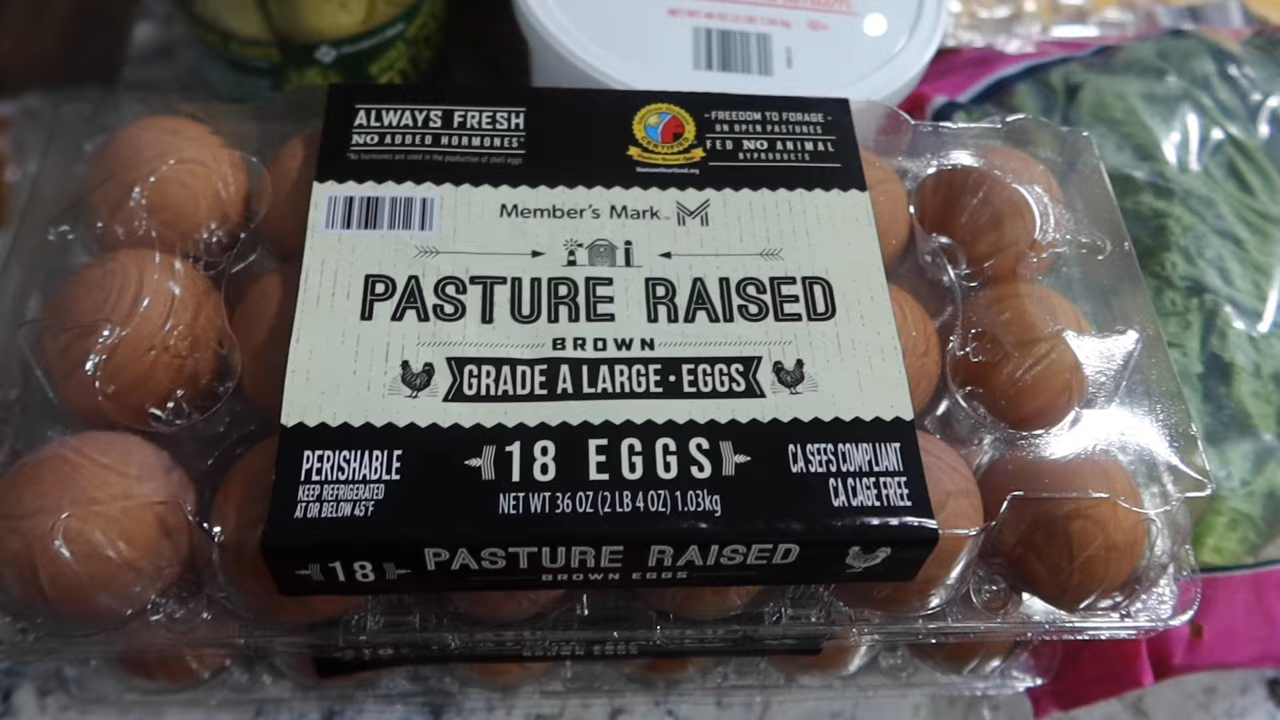 ALWAYS FRESH
NO ADDED HORMONES*
*No hormones are used in the production of shell eggs
CERTIFIED
-FREEDOM TO FORAGE-
ON OPEN PASTURES
FED NO ANIMAL
BYPRODUCTS
Member's Mark™
PASTURE RAISED
BROWN
GRADE A LARGE • EGGS
PERISHABLE
KEEP REFRIGERATED
AT OR BELOW 45°F
18 EGGS
NET WT 36 OZ (2 LB 4 OZ) 1.03kg
CA SEFS COMPLIANT
CA CAGE FREE
18 PASTURE RAISED
BROWN EGGS